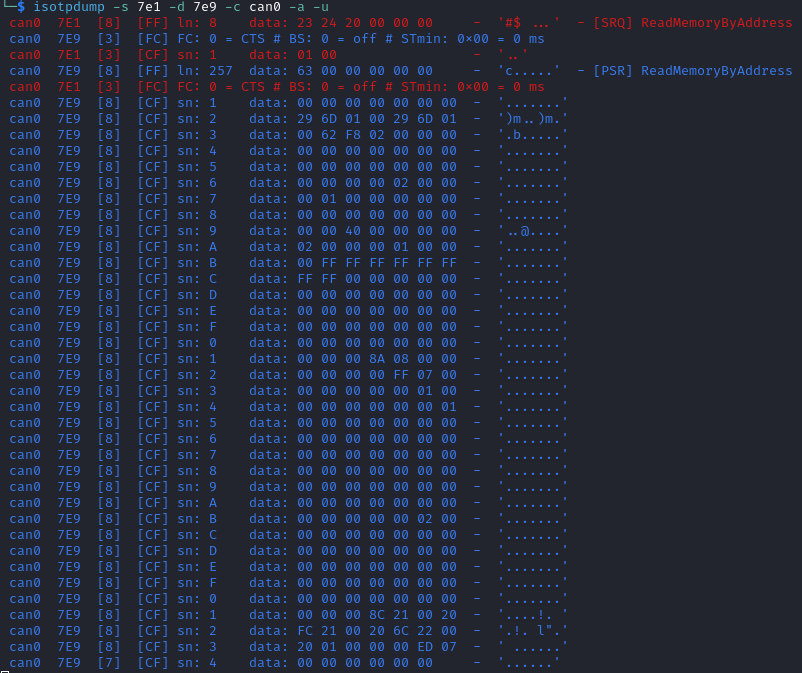 └─$ isotpdump -s 7e1 -d 7e9 -c can0 -a -u
can0  7E1  [8]  [FF] ln: 8    data: 23 24 20 00 00 00     -  '#$ ...'  - [SRQ] ReadMemoryByAddress
can0  7E9  [3]  [FC] FC: 0 = CTS # BS: 0 = off # STmin: 0x00 = 0 ms
can0  7E1  [3]  [CF] sn: 1    data: 01 00                 -  '..'
can0  7E9  [8]  [FF] ln: 257  data: 63 00 00 00 00 00     -  'c.....'  - [PSR] ReadMemoryByAddress
can0  7E1  [3]  [FC] FC: 0 = CTS # BS: 0 = off # STmin: 0x00 = 0 ms
can0  7E9  [8]  [CF] sn: 1    data: 00 00 00 00 00 00 00  -  '.......'
can0  7E9  [8]  [CF] sn: 2    data: 29 6D 01 00 29 6D 01  -  ')m..)m.'
can0  7E9  [8]  [CF] sn: 3    data: 00 62 F8 02 00 00 00  -  '.b.....'
can0  7E9  [8]  [CF] sn: 4    data: 00 00 00 00 00 00 00  -  '.......'
can0  7E9  [8]  [CF] sn: 5    data: 00 00 00 00 00 00 00  -  '.......'
can0  7E9  [8]  [CF] sn: 6    data: 00 00 00 00 02 00 00  -  '.......'
can0  7E9  [8]  [CF] sn: 7    data: 00 01 00 00 00 00 00  -  '.......'
can0  7E9  [8]  [CF] sn: 8    data: 00 00 00 00 00 00 00  -  '.......'
can0  7E9  [8]  [CF] sn: 9    data: 00 00 40 00 00 00 00  -  '..@....'
can0  7E9  [8]  [CF] sn: A    data: 02 00 00 00 01 00 00  -  '.......'
can0  7E9  [8]  [CF] sn: B    data: 00 FF FF FF FF FF FF  -  '.......'
can0  7E9  [8]  [CF] sn: C    data: FF FF 00 00 00 00 00  -  '.......'
can0  7E9  [8]  [CF] sn: D    data: 00 00 00 00 00 00 00  -  '.......'
can0  7E9  [8]  [CF] sn: E    data: 00 00 00 00 00 00 00  -  '.......'
can0  7E9  [8]  [CF] sn: F    data: 00 00 00 00 00 00 00  -  '.......'
can0  7E9  [8]  [CF] sn: 0    data: 00 00 00 00 00 00 00  -  '.......'
can0  7E9  [8]  [CF] sn: 1    data: 00 00 00 8A 08 00 00  -  '.......'
can0  7E9  [8]  [CF] sn: 2    data: 00 00 00 00 FF 07 00  -  '.......'
can0  7E9  [8]  [CF] sn: 3    data: 00 00 00 00 00 01 00  -  '.......'
can0  7E9  [8]  [CF] sn: 4    data: 00 00 00 00 00 00 01  -  '.......'
can0  7E9  [8]  [CF] sn: 5    data: 00 00 00 00 00 00 00  -  '.......'
can0  7E9  [8]  [CF] sn: 6    data: 00 00 00 00 00 00 00  -  '.......'
can0  7E9  [8]  [CF] sn: 7    data: 00 00 00 00 00 00 00  -  '.......'
can0  7E9  [8]  [CF] sn: 8    data: 00 00 00 00 00 00 00  -  '.......'
can0  7E9  [8]  [CF] sn: 9    data: 00 00 00 00 00 00 00  -  '.......'
can0  7E9  [8]  [CF] sn: A    data: 00 00 00 00 00 00 00  -  '.......'
can0  7E9  [8]  [CF] sn: B    data: 00 00 00 00 00 02 00  -  '.......'
can0  7E9  [8]  [CF] sn: C    data: 00 00 00 00 00 00 00  -  '.......'
can0  7E9  [8]  [CF] sn: D    data: 00 00 00 00 00 00 00  -  '.......'
can0  7E9  [8]  [CF] sn: E    data: 00 00 00 00 00 00 00  -  '.......'
can0  7E9  [8]  [CF] sn: F    data: 00 00 00 00 00 00 00  -  '.......'
can0  7E9  [8]  [CF] sn: 0    data: 00 00 00 00 00 00 00  -  '.......'
can0  7E9  [8]  [CF] sn: 1    data: 00 00 00 8C 21 00 20  -  '....!. '
can0  7E9  [8]  [CF] sn: 2    data: FC 21 00 20 6C 22 00  -  '.!. l".'
can0  7E9  [8]  [CF] sn: 3    data: 20 01 00 00 00 ED 07  -  ' ......'
can0  7E9  [7]  [CF] sn: 4    data: 00 00 00 00 00 00     -  '......'